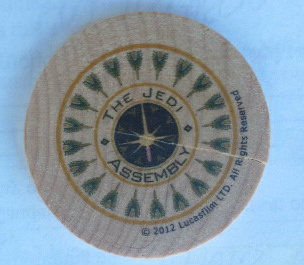 THE JEDI
ASSEMBLY
© 2012 Lucasfilm LTD. All Rights Reserved